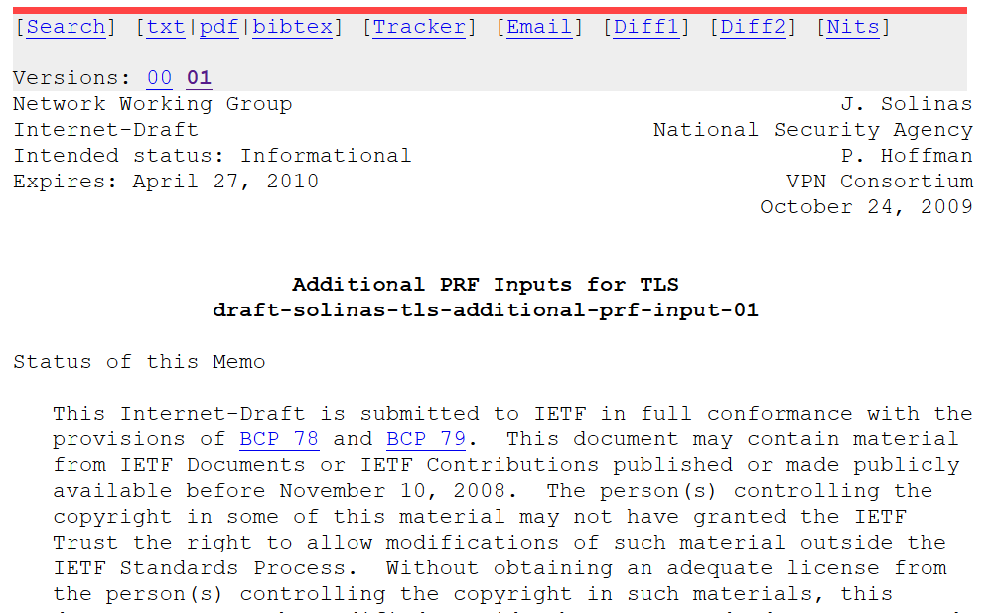 [Search] [txt|pdf|bibtex] [Tracker] [Email] [Diff1] [Diff2] [Nits]
Versions: 00 01
Network Working Group J. Solinas
Internet-Draft National Security Agency
Intended status: Informational P. Hoffman
Expires: April 27, 2010 VPN Consortium
October 24, 2009
Additional PRF Inputs for TLS
draft-solinas-tls-additional-prf-input-01
Status of this Memo
This Internet-Draft is submitted to IETF in full conformance with the
provisions of BCP 78 and BCP 79. This document may contain material
from IETF Documents or IETF Contributions published or made publicly
available before November 10, 2008. The person(s) controlling the
copyright in some of this material may not have granted the IETF
Trust the right to allow modifications of such material outside the
IETF Standards Process. Without obtaining an adequate license from
the person(s) controlling the copyright in such materials, this